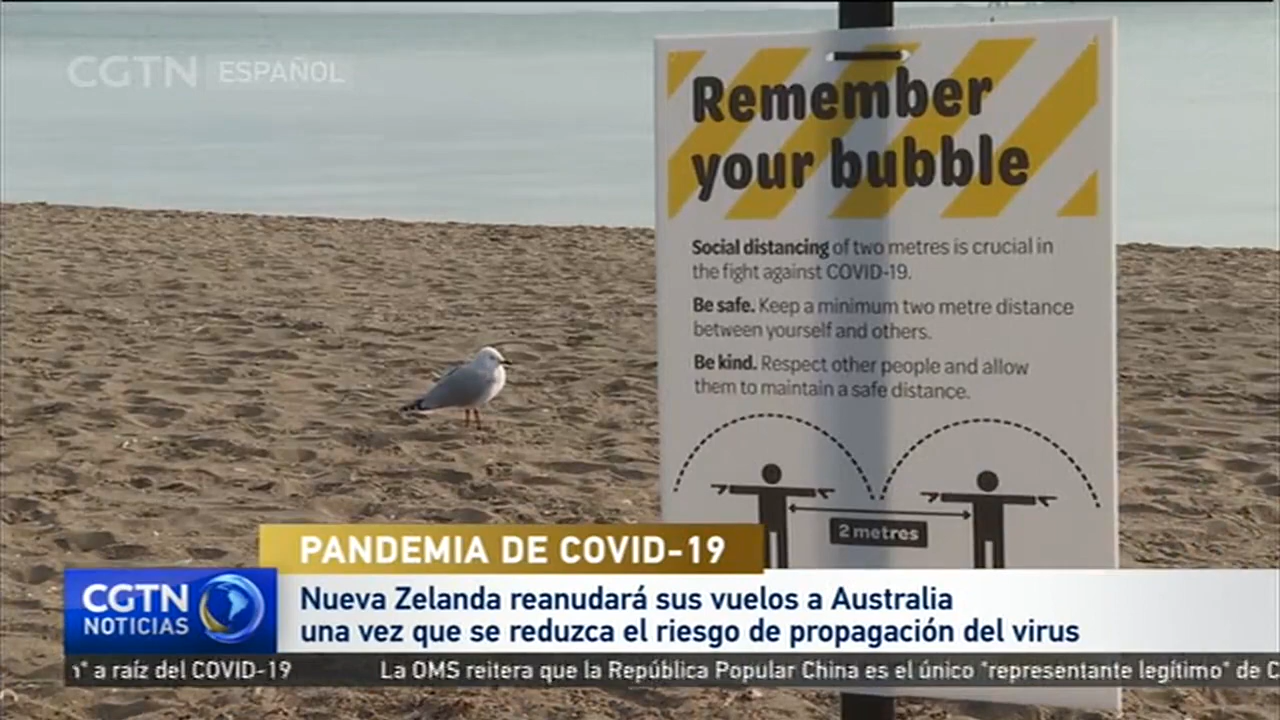 CGTN ESPAÑOL
Remember
your bubble
Social distancing of two metres is crucial in
the fight against COVID-19.
Be safe. Keep a minimum two metre distance
between yourself and others.
Be kind. Respect other people and allow
them to maintain a safe distance.
2 metres
PANDEMIA DE COVID-19
CGTN
NOTICIAS
Nueva Zelanda reanudará sus vuelos a Australia
una vez que se reduzca el riesgo de propagación del virus
n" a raíz del COVID-19 La OMS reitera que la República Popular China es el único "representante legítimo" de C